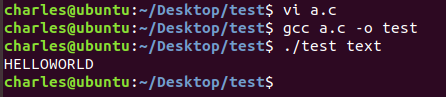 charles@ubuntu:~/Desktop/test$ vi a.c
charles@ubuntu:~/Desktop/test$ gcc a.c -o test
charles@ubuntu:~/Desktop/test$ ./test text
HELLOWORLD
charles@ubuntu:~/Desktop/test$